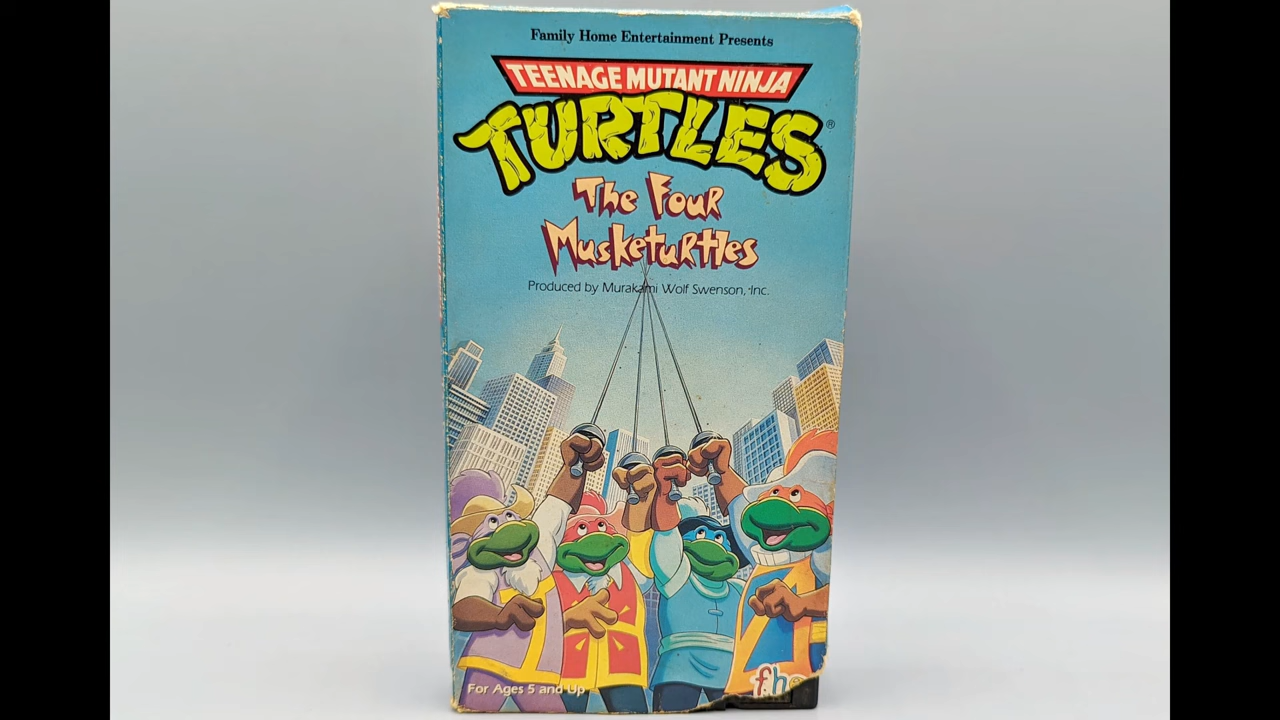 Family Home Entertainment Presents
TEENAGE MUTANT NINJA
TURTLES®
The Four
Musketurtles
Produced by Murakami Wolf Swenson, Inc.
For Ages 5 and Up
fh